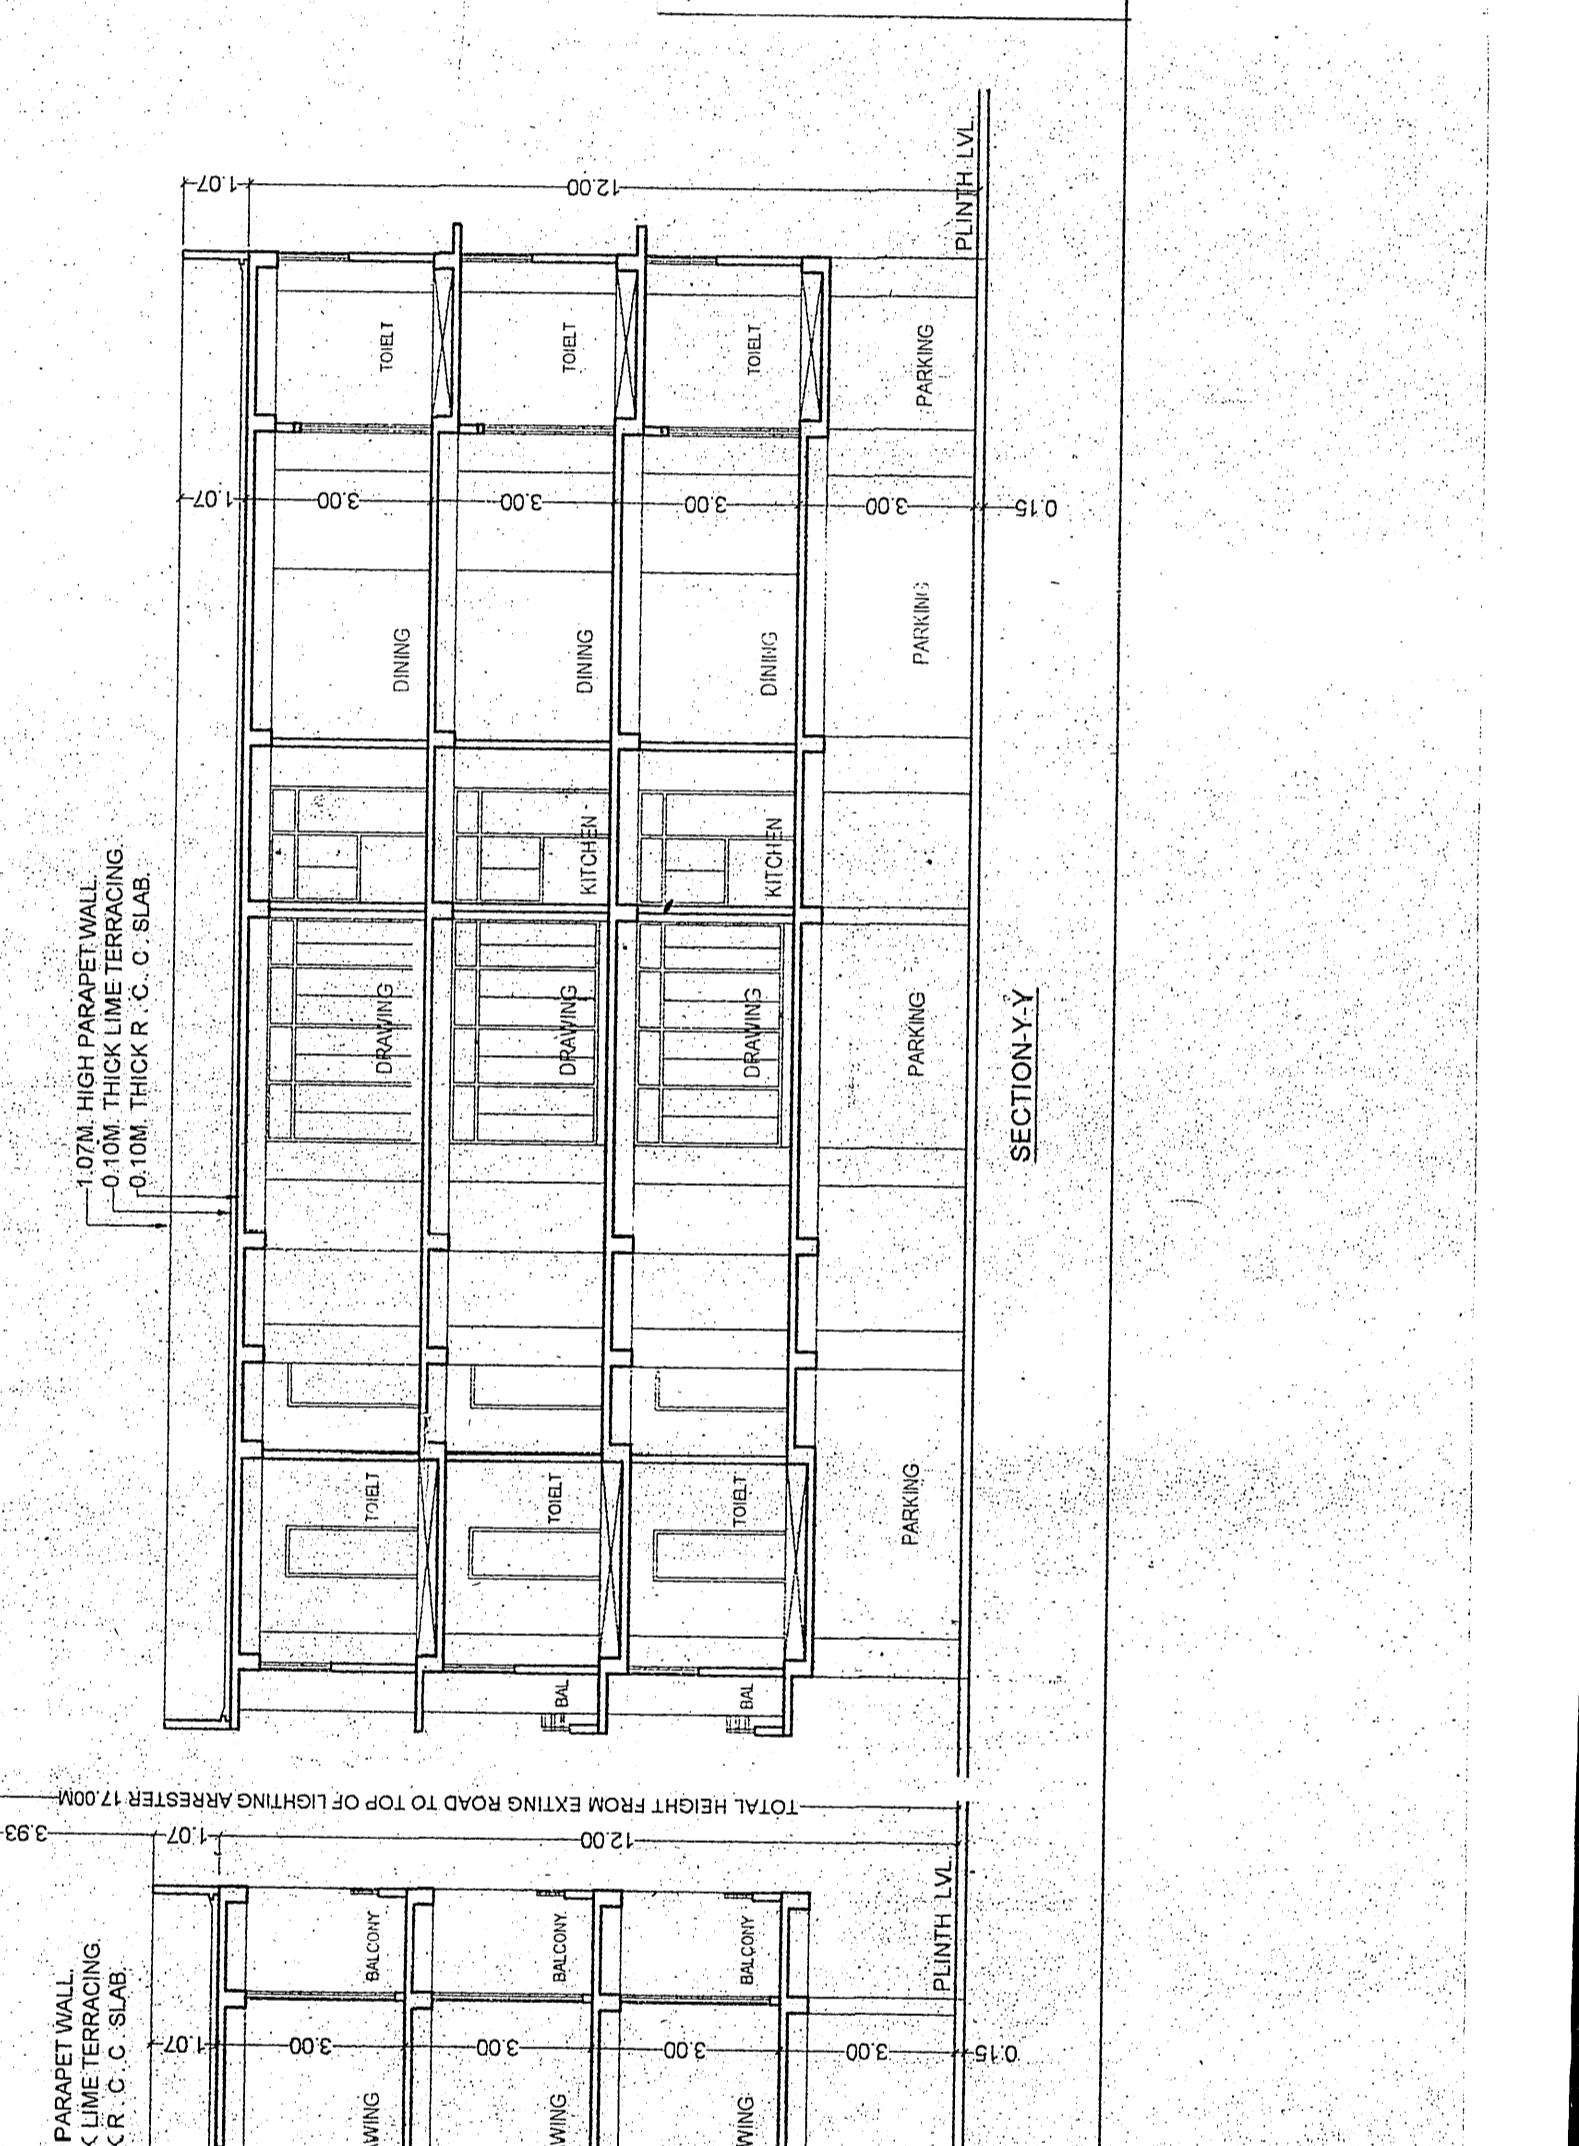 1.07M. HIGH PARAPET WALL.
0.10M. THICK LIME TERRACING.
0.10M. THICK R . C. C . SLAB.
1.07
12.00
PLINTH LVL.
TOIELT
TOIELT
TOIELT
PARKING
1.07
3.00
3.00
3.00
3.00
0.15
DINING
DINING
DINING
PARKING
KITCHEN
KITCHEN
DRAWING
DRAWING
DRAWING
PARKING
TOIELT
TOIELT
TOIELT
PARKING
BAL
BAL
SECTION-Y-Y
TOTAL HEIGHT FROM EXTING ROAD TO TOP OF LIGHTING ARRESTER 17.00M
3.93
1.07
12.00
PARAPET WALL.
K LIME TERRACING.
K R . C . C . SLAB.
PLINTH LVL.
BALCONY
BALCONY
BALCONY
1.07
3.00
3.00
3.00
3.00
0.15
WING
WING
WING